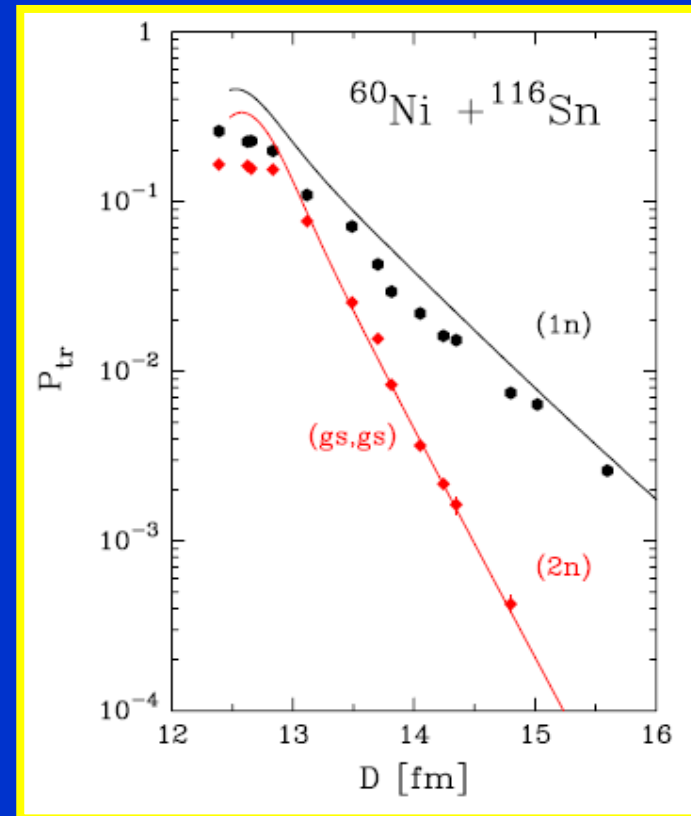 1
⁶⁰Ni + ¹¹⁶Sn
10⁻¹
(1n)
Pₜᵣ
10⁻²
(gs,gs)
10⁻³
(2n)
10⁻⁴
12 13 14 15 16
D [fm]